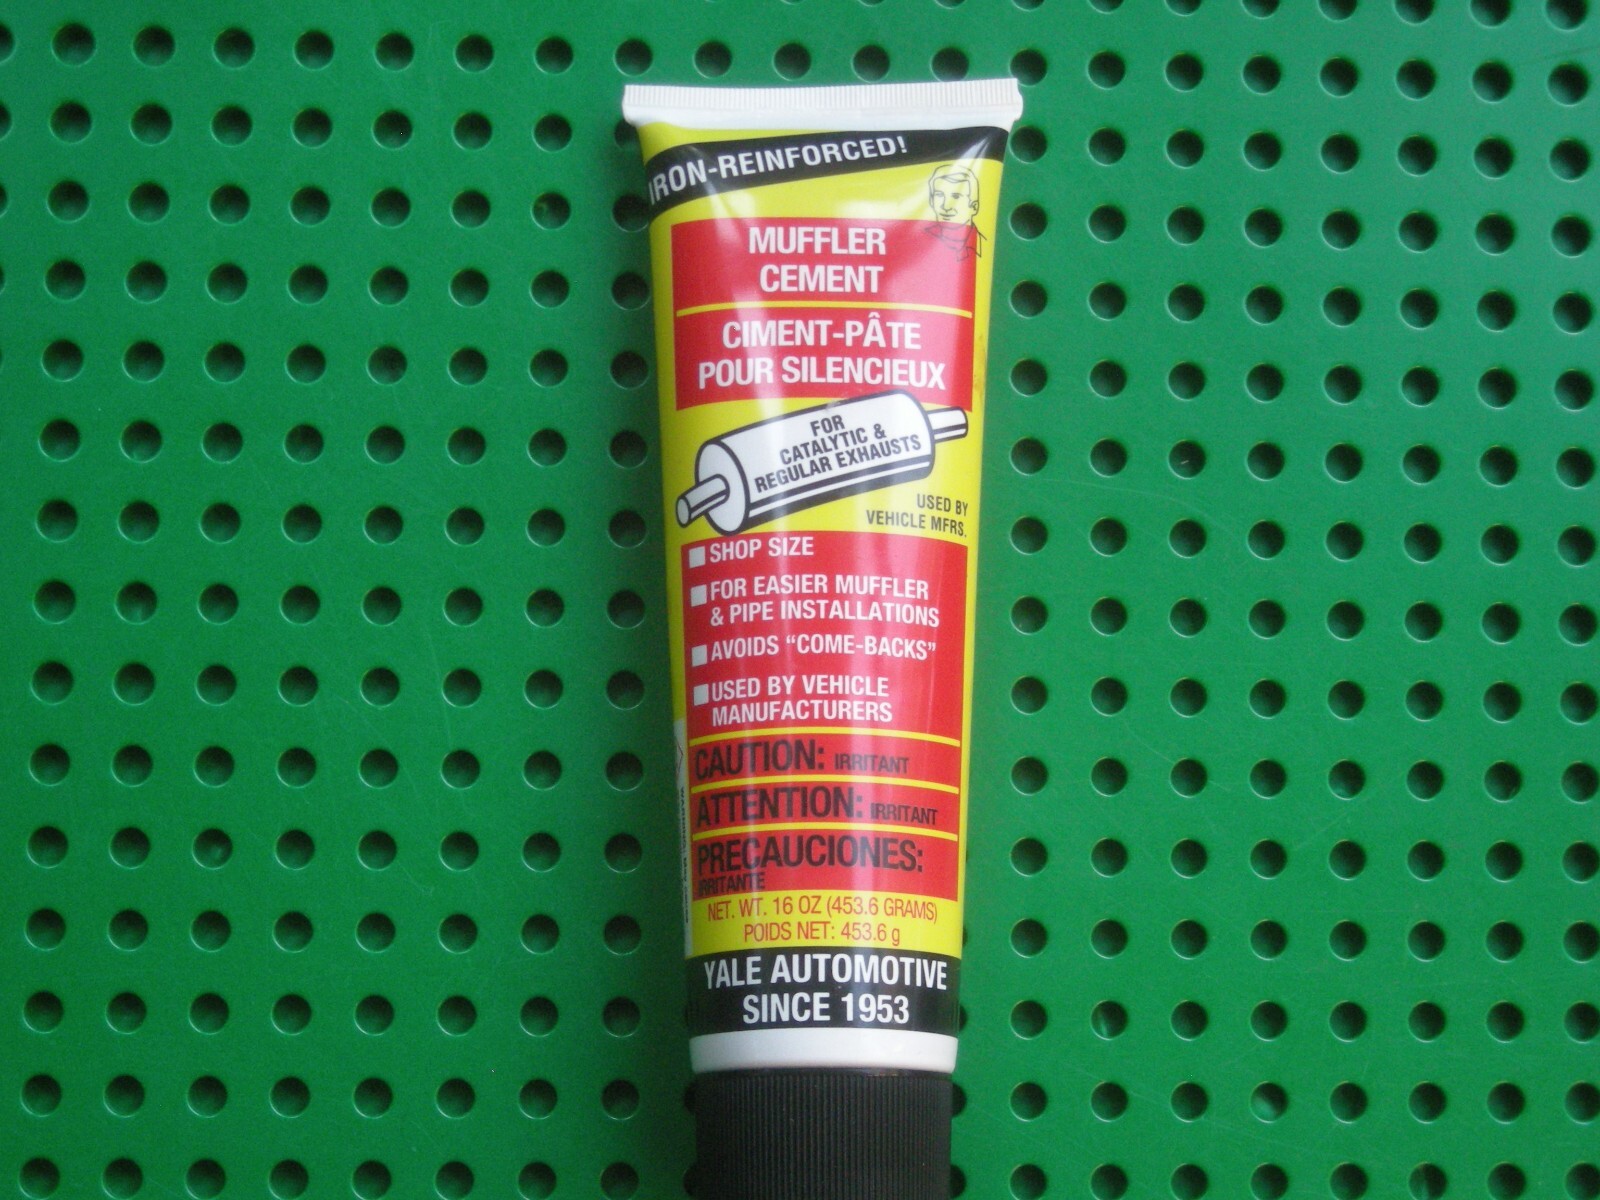 IRON-REINFORCED!
MUFFLER
CEMENT
CIMENT-PÂTE
POUR SILENCIEUX
FOR
CATALYTIC &
REGULAR EXHAUSTS
USED BY
VEHICLE MFRS.
SHOP SIZE
FOR EASIER MUFFLER
& PIPE INSTALLATIONS
AVOIDS “COME-BACKS”
USED BY VEHICLE
MANUFACTURERS
CAUTION: IRRITANT
ATTENTION: IRRITANT
PRECAUCIONES:
IRRITANTE
NET. WT. 16 OZ (453.6 GRAMS)
POIDS NET: 453.6 g
YALE AUTOMOTIVE
SINCE 1953